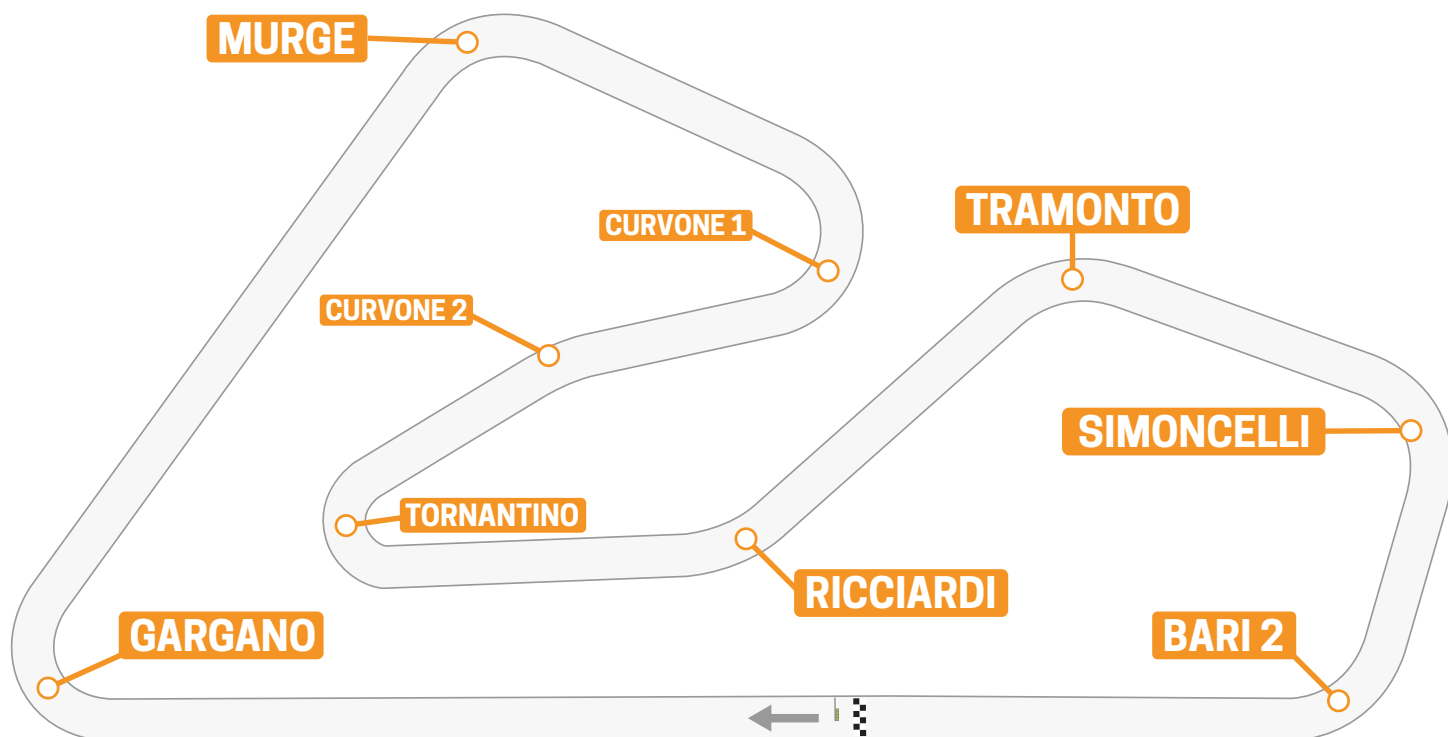 MURGE
TRAMONTO
CURVONE 1
CURVONE 2
SIMONCELLI
TORNANTINO
RICCIARDI
GARGANO
BARI 2